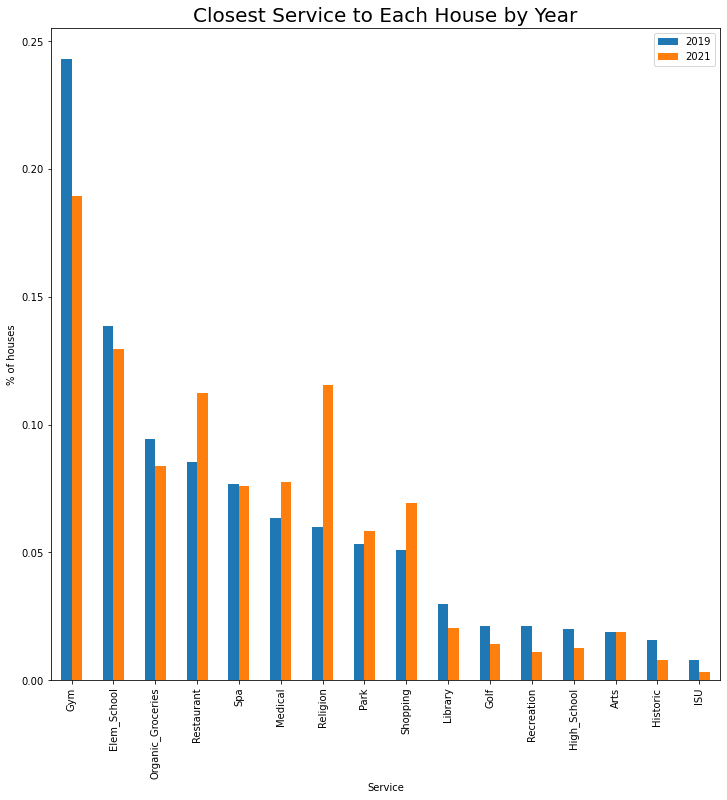 Closest Service to Each House by Year
2019
2021
0.25
0.20
0.15
0.10
0.05
0.00
% of houses
Gym
Elem_School
Organic_Groceries
Restaurant
Spa
Medical
Religion
Park
Shopping
Library
Golf
Recreation
High_School
Arts
Historic
ISU
Service